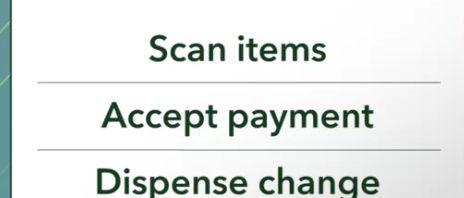 Scan items
Accept payment
Dispense change